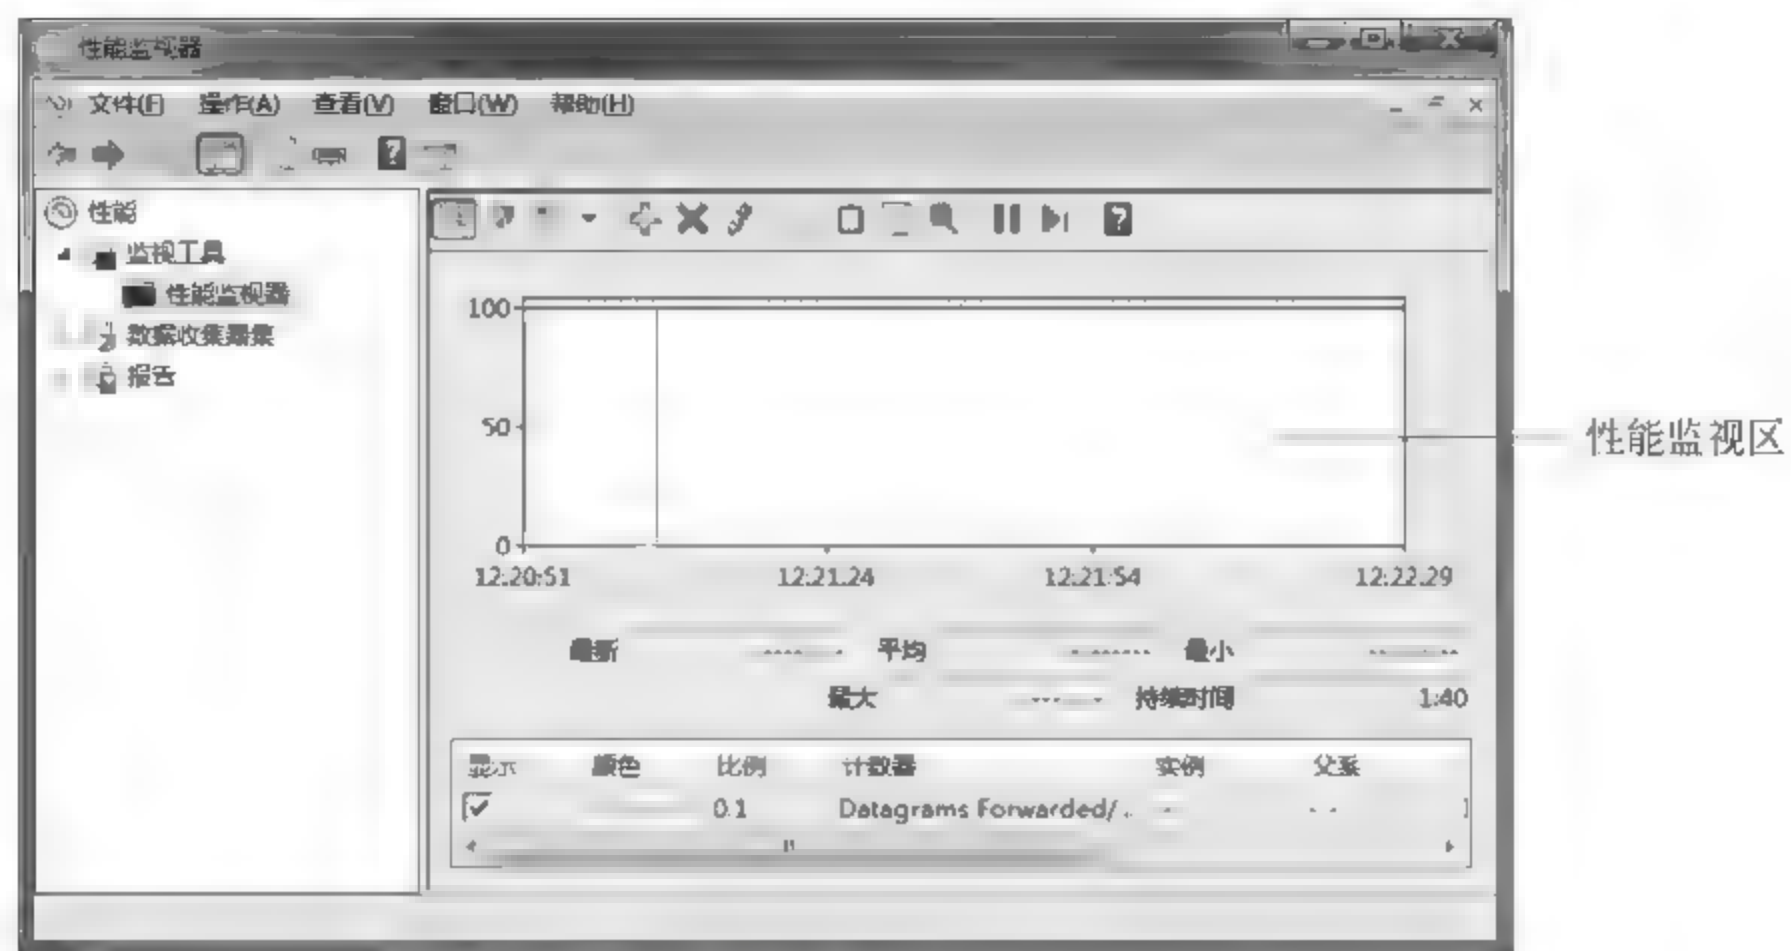 性能监视器
文件(F) 操作(A) 查看(V) 窗口(W) 帮助(H)
性能
监视工具
性能监视器
数据收集器集
报告
100
50
0
12:20:51 12:21:24 12:21:54 12:22:29
性能监视区
最新 平均 最小
最大 持续时间 1:40
显示 颜色 比例 计数器 实例 父系
0.1 Datagrams Forwarded/